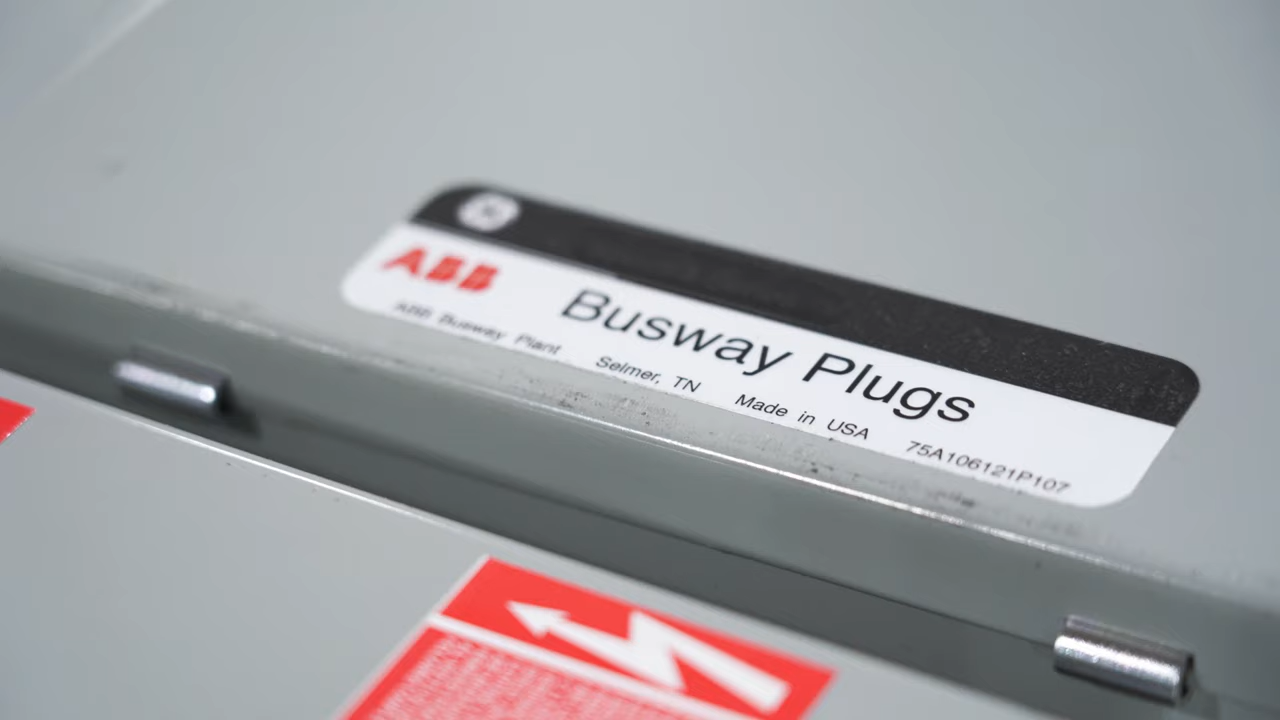 ABB
Busway Plugs
ABB Busway Plant Selmer, TN Made in USA 75A106121P107